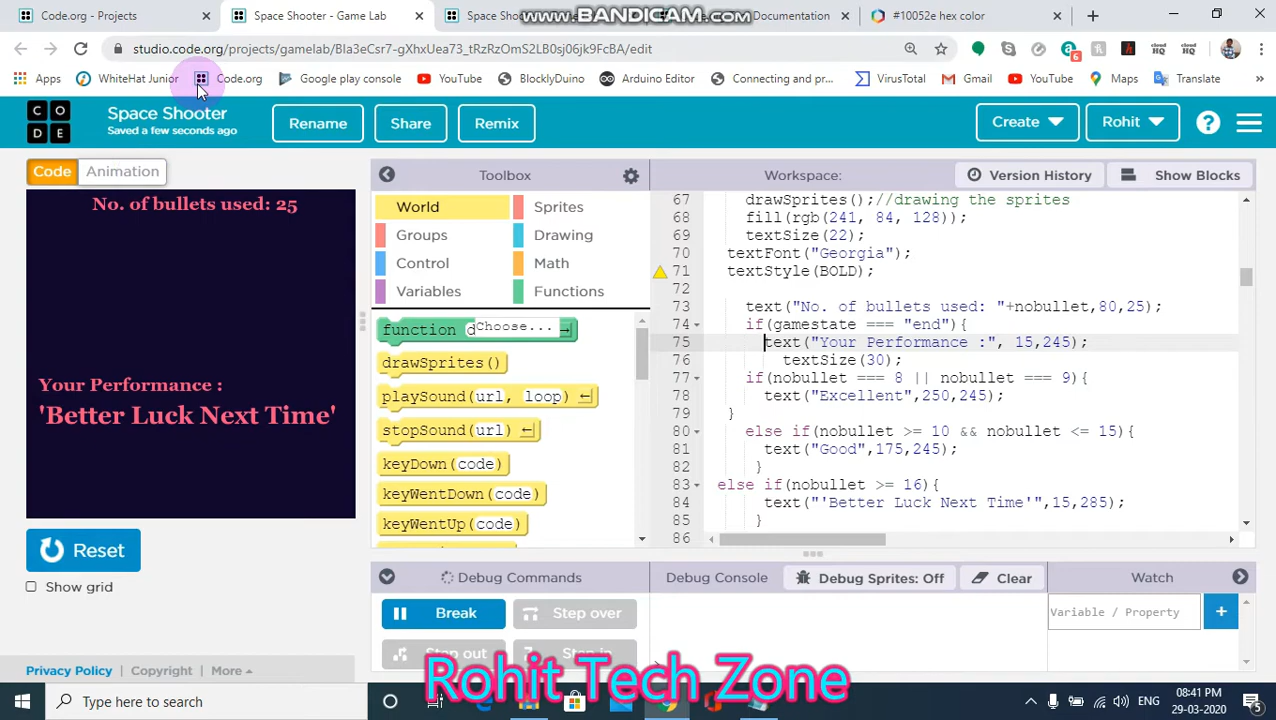 Code.org - Projects
Space Shooter - Game Lab
Space Shoo
Documentation
#10052e hex color
www.BANDICAM.com
studio.code.org/projects/gamelab/BIa3eCsr7-gXhxUea73_tRzRzOmS2LB0sj06jk9FcBA/edit
6
Apps
WhiteHat Junior
Code.org
Google play console
YouTube
BlocklyDuino
Arduino Editor
Connecting and pr...
VirusTotal
Gmail
YouTube
Maps
Translate
»
CODE
Space Shooter
Saved a few seconds ago
Rename
Share
Remix
Create
Rohit
Code
Animation
Toolbox
Workspace:
Version History
Show Blocks
No. of bullets used: 25
Your Performance :
'Better Luck Next Time'
World
Sprites
Groups
Drawing
Control
Math
Variables
Functions
function d
Choose...
drawSprites()
playSound(url, loop)
stopSound(url)
keyDown(code)
keyWentDown(code)
keyWentUp(code)
67 drawSprites();//drawing the sprites
68 fill(rgb(241, 84, 128));
69 textSize(22);
70 textFont("Georgia");
71 textStyle(BOLD);
72
73 text("No. of bullets used: "+nobullet,80,25);
74 if(gamestate === "end"){
75 text("Your Performance :", 15,245);
76 textSize(30);
77 if(nobullet === 8 || nobullet === 9){
78 text("Excellent",250,245);
79 }
80 else if(nobullet >= 10 && nobullet <= 15){
81 text("Good",175,245);
82 }
83 else if(nobullet >= 16){
84 text("'Better Luck Next Time'",15,285);
85 }
86
Reset
Show grid
Debug Commands
Debug Console
Debug Sprites: Off
Clear
Watch
Break
Step over
Step out
Step in
Variable / Property
Privacy Policy
Copyright
More
Rohit Tech Zone
Type here to search
ENG
08:41 PM
29-03-2020
5